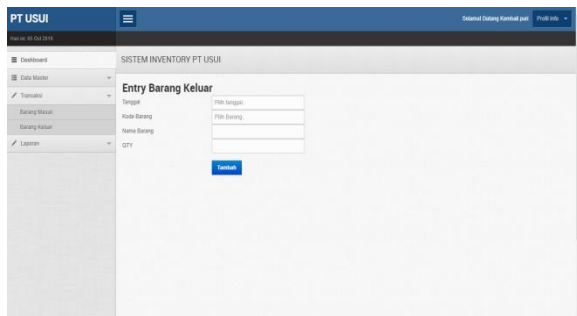 PT USUI
Selamat Datang Kembali puri
Profil Info
Hari ini: 05 Oct 2016
Dashboard
SISTEM INVENTORY PT USUI
Data Master
Transaksi
Barang Masuk
Barang Keluar
Laporan
Entry Barang Keluar
Tanggal
Pilih tanggal..
Kode Barang
Pilih Barang..
Nama Barang
QTY
Tambah